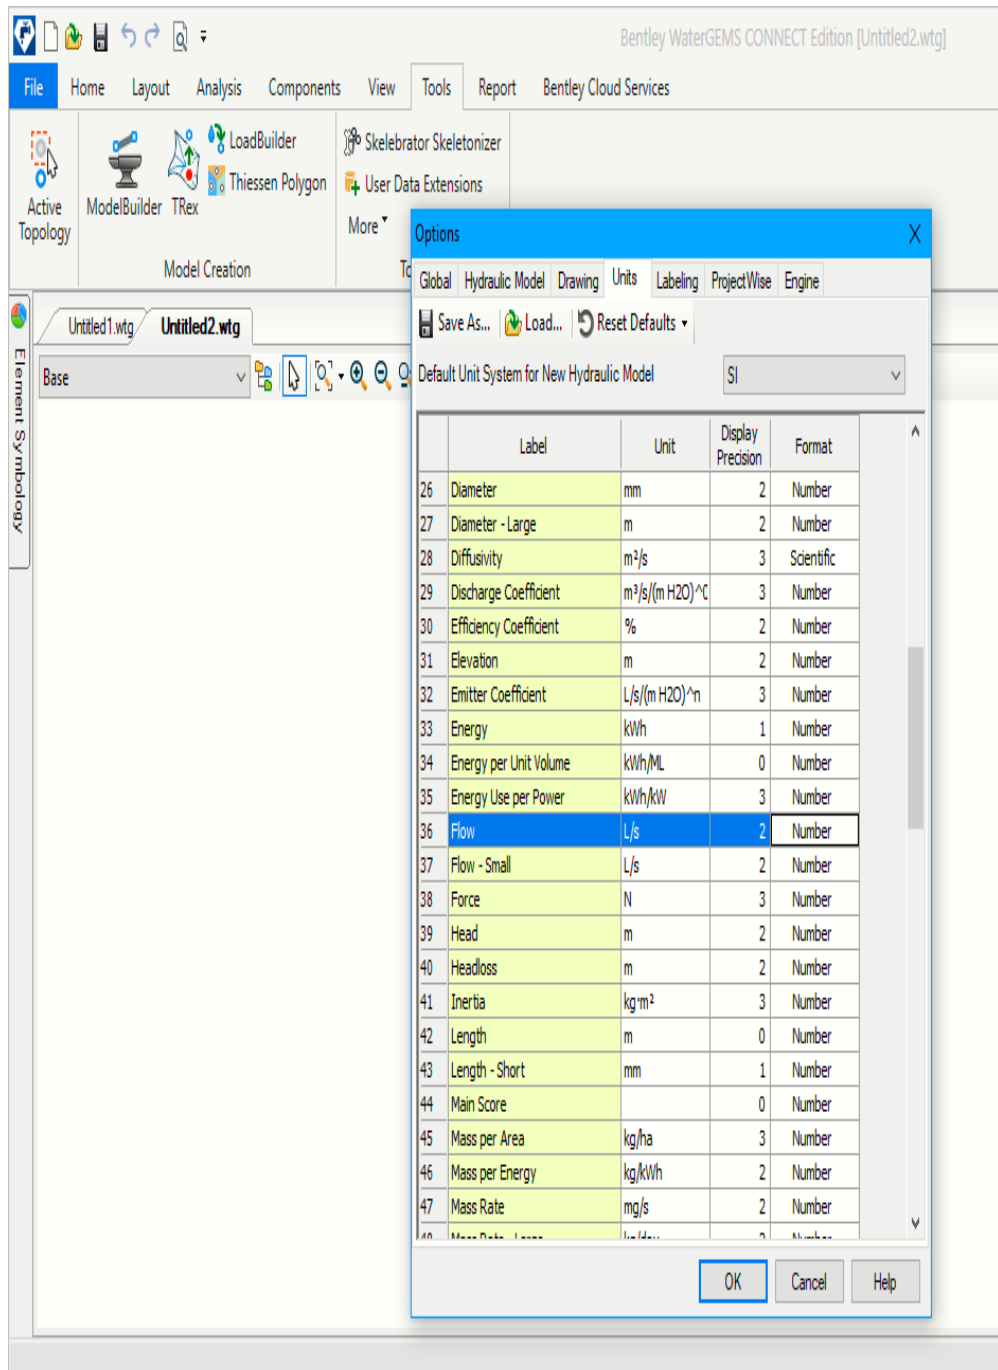 Bentley WaterGEMS CONNECT Edition [Untitled2.wtg]
File Home Layout Analysis Components View Tools Report Bentley Cloud Services
LoadBuilder Skelebrator Skeletonizer
Thiessen Polygon User Data Extensions
Active Topology ModelBuilder TRex More
Model Creation To
Options X
Global Hydraulic Model Drawing Units Labeling ProjectWise Engine
Save As... Load... Reset Defaults
Untitled1.wtg Untitled2.wtg
Element Symbology
Base
Default Unit System for New Hydraulic Model SI
Label Unit Display Precision Format
26 Diameter mm 2 Number
27 Diameter - Large m 2 Number
28 Diffusivity m²/s 3 Scientific
29 Discharge Coefficient m³/s/(m H2O)^ 3 Number
30 Efficiency Coefficient % 2 Number
31 Elevation m 2 Number
32 Emitter Coefficient L/s/(m H2O)^n 3 Number
33 Energy kWh 1 Number
34 Energy per Unit Volume kWh/ML 0 Number
35 Energy Use per Power kWh/kW 3 Number
36 Flow L/s 2 Number
37 Flow - Small L/s 2 Number
38 Force N 3 Number
39 Head m 2 Number
40 Headloss m 2 Number
41 Inertia kg·m² 3 Number
42 Length m 0 Number
43 Length - Short mm 1 Number
44 Main Score 0 Number
45 Mass per Area kg/ha 3 Number
46 Mass per Energy kg/kWh 2 Number
47 Mass Rate mg/s 2 Number
OK Cancel Help